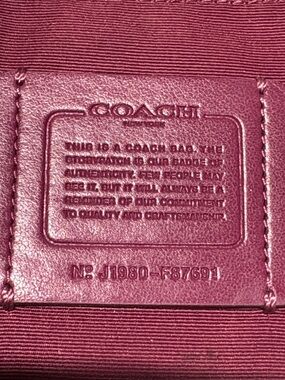 COACH
NEW YORK
THIS IS A COACH BAG. THE
STORYPATCH IS OUR BADGE OF
AUTHENTICITY. FEW PEOPLE MAY
SEE IT, BUT IT WILL ALWAYS BE A
REMINDER OF OUR COMMITMENT
TO QUALITY AND CRAFTSMANSHIP.
Nº J1980-F87691